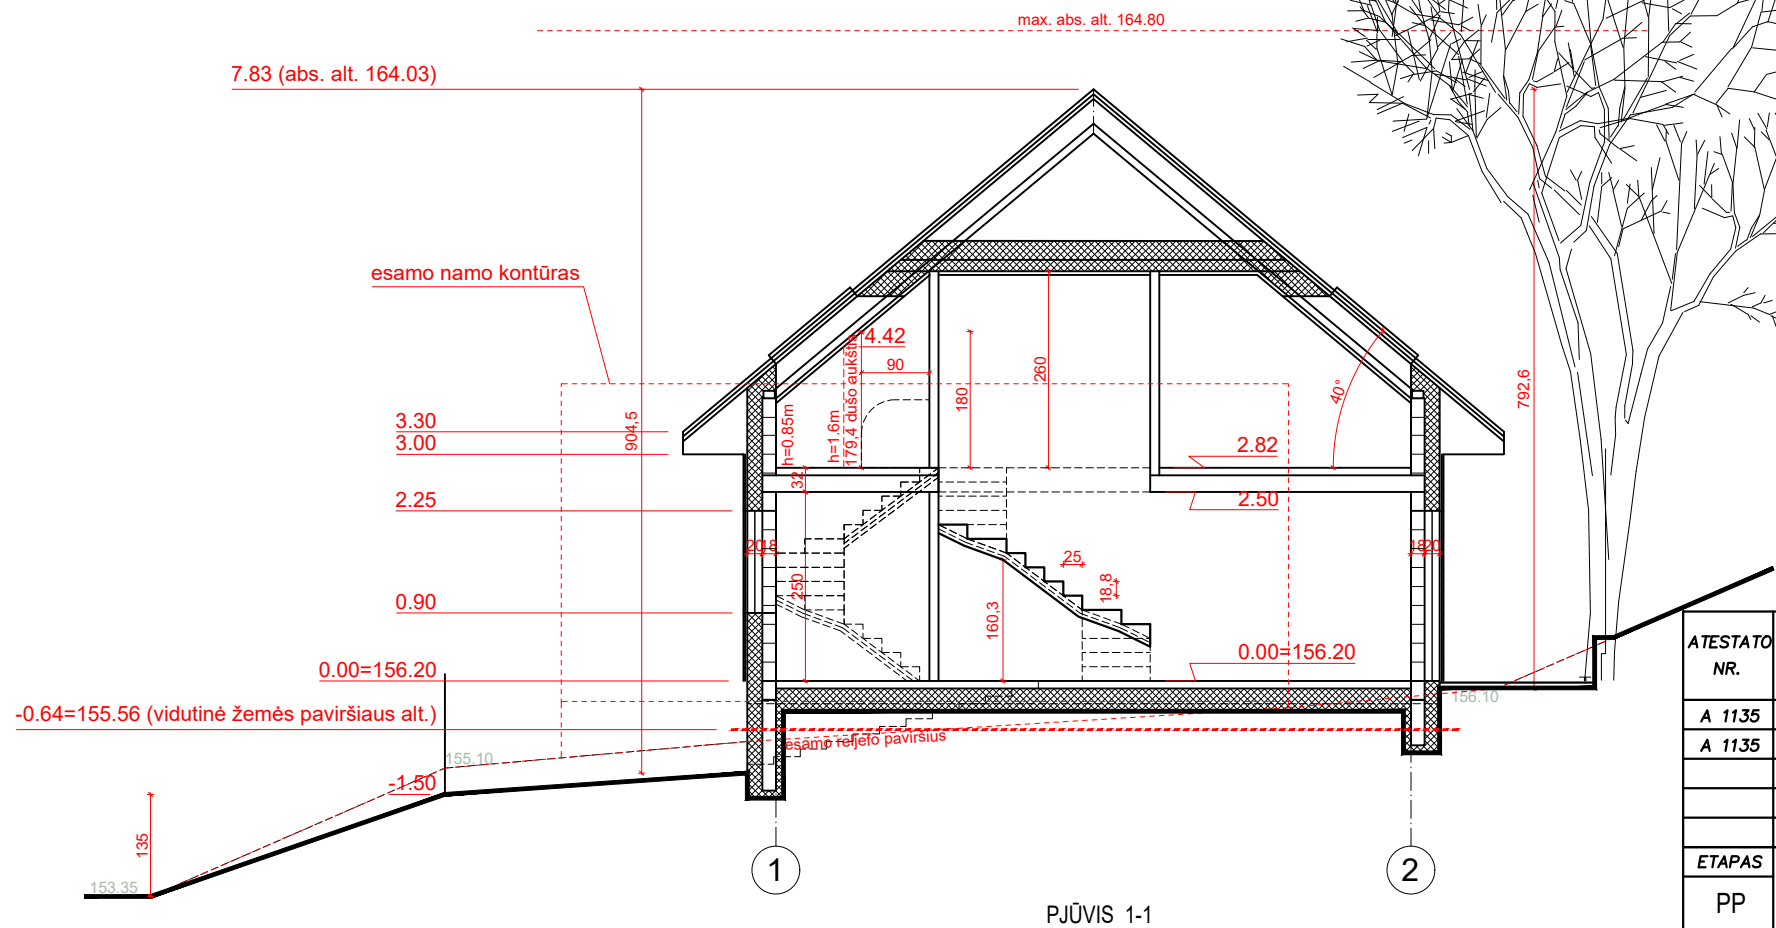 max. abs. alt. 164.80
7.83 (abs. alt. 164.03)
esamo namo kontūras
4.42
90
180
260
40°
792,6
904,5
3.30
3.00
h=0.85m
h=1.6m
179,4 dušo aukštis
2.82
32
2.50
2.25
20 18
18 20
25
18,8
250
160,3
0.90
0.00=156.20
0.00=156.20
-0.64=155.56 (vidutinė žemės paviršiaus alt.)
156.10
esamo reljefo paviršius
155.10
-1.50
135
153.35
1
2
PJŪVIS 1-1
ATESTATO
NR.
A 1135
A 1135
ETAPAS
PP